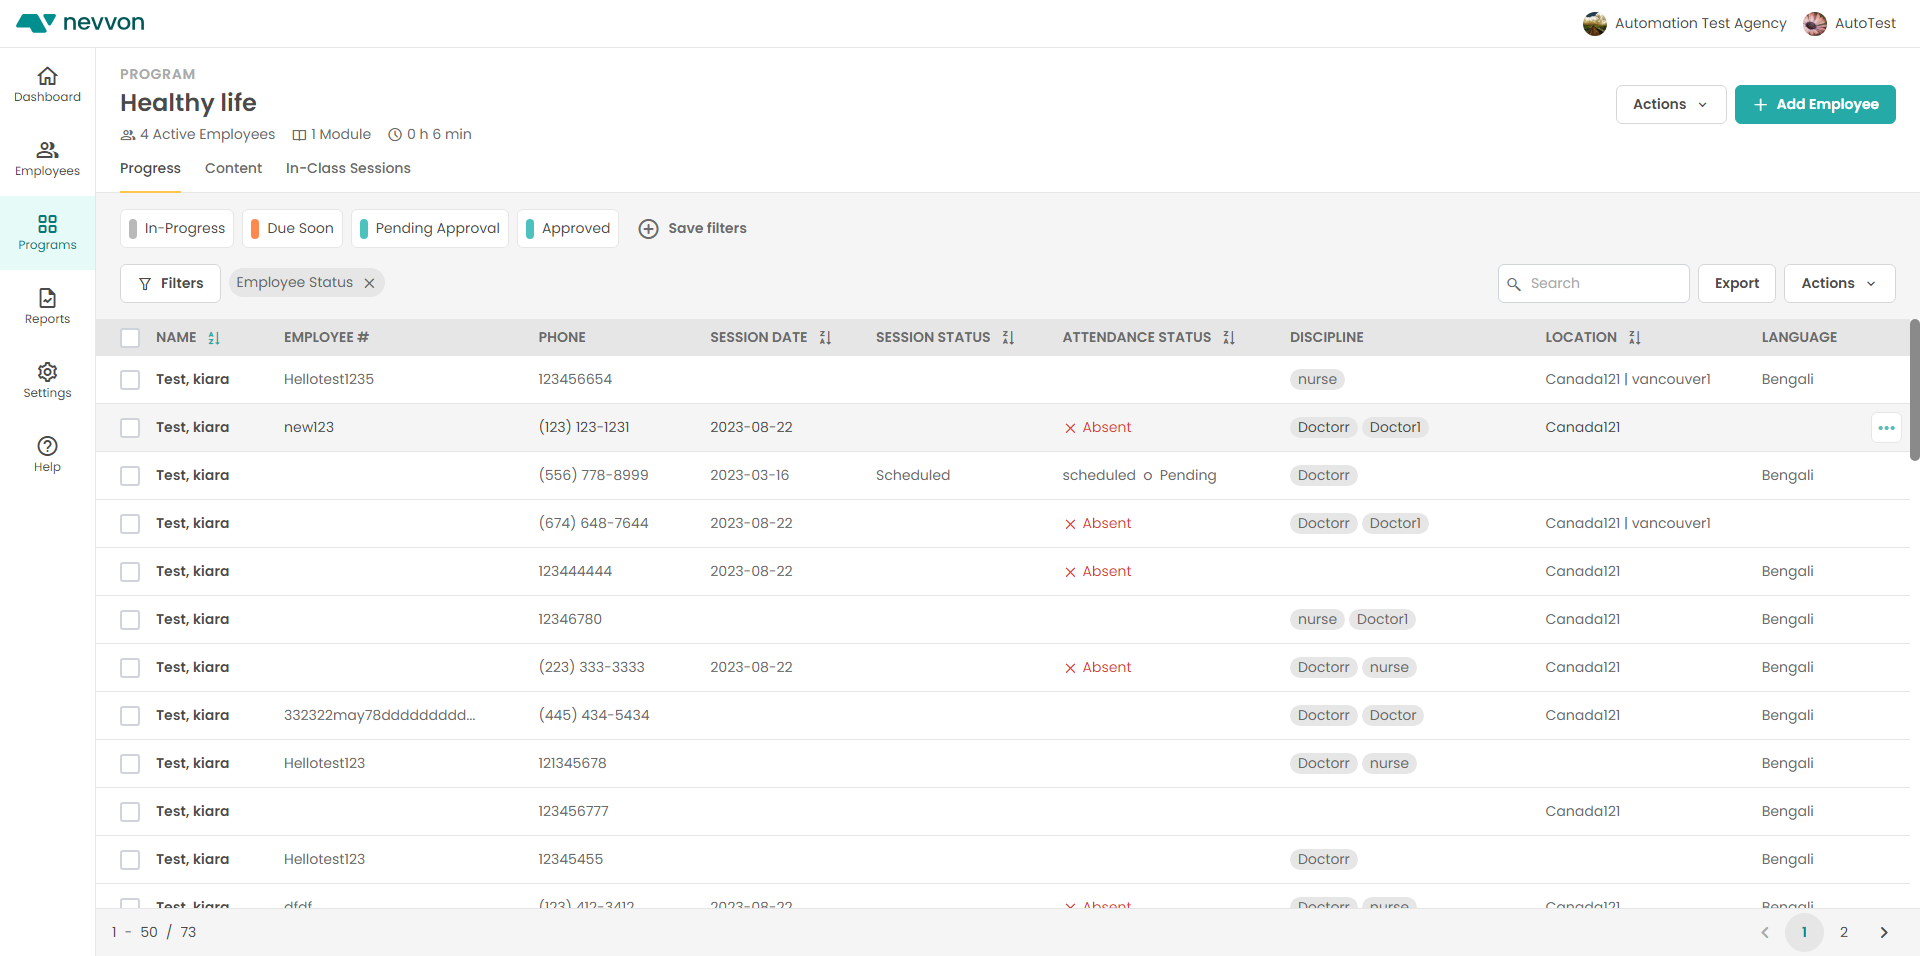 nevvon
Automation Test Agency AutoTest
Dashboard
Employees
Programs
Reports
Settings
Help
PROGRAM
Healthy life
4 Active Employees 1 Module 0 h 6 min
Actions + Add Employee
Progress Content In-Class Sessions
In-Progress Due Soon Pending Approval Approved Save filters
Filters Employee Status
Search Export Actions
NAME EMPLOYEE # PHONE SESSION DATE SESSION STATUS ATTENDANCE STATUS DISCIPLINE LOCATION LANGUAGE
Test, kiara Hellotest1235 123456654 nurse Canada121 | vancouver1 Bengali
Test, kiara new123 (123) 123-1231 2023-08-22 Absent Doctorr Doctor1 Canada121
Test, kiara (556) 778-8999 2023-03-16 Scheduled scheduled o Pending Doctorr Bengali
Test, kiara (674) 648-7644 2023-08-22 Absent Doctorr Doctor1 Canada121 | vancouver1
Test, kiara 123444444 2023-08-22 Absent Canada121 Bengali
Test, kiara 12346780 nurse Doctor1 Canada121 Bengali
Test, kiara (223) 333-3333 2023-08-22 Absent Doctorr nurse Canada121 Bengali
Test, kiara 332322may78ddddddddd... (445) 434-5434 Doctorr Doctor Canada121 Bengali
Test, kiara Hellotest123 121345678 Doctorr nurse Bengali
Test, kiara 123456777 Canada121 Bengali
Test, kiara Hellotest123 12345455 Doctorr Bengali
Test, kiara dfdf (123) 412-3412 2023-08-22 Absent Doctorr nurse Canada121 Bengali
1 - 50 / 73
1 2